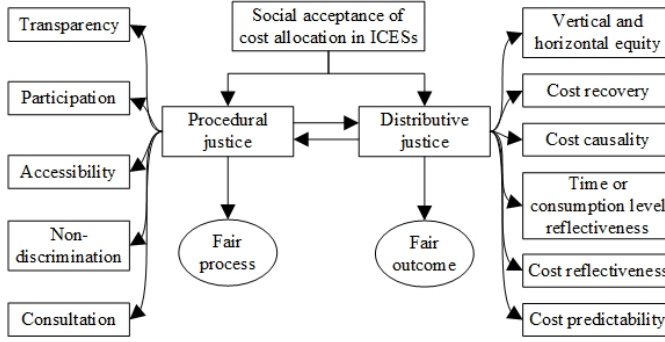 Transparency
Participation
Accessibility
Non-
discrimination
Consultation
Social acceptance of
cost allocation in ICESs
Procedural
justice
Distributive
justice
Fair
process
Fair
outcome
Vertical and
horizontal equity
Cost recovery
Cost causality
Time or
consumption level
reflectiveness
Cost reflectiveness
Cost predictability